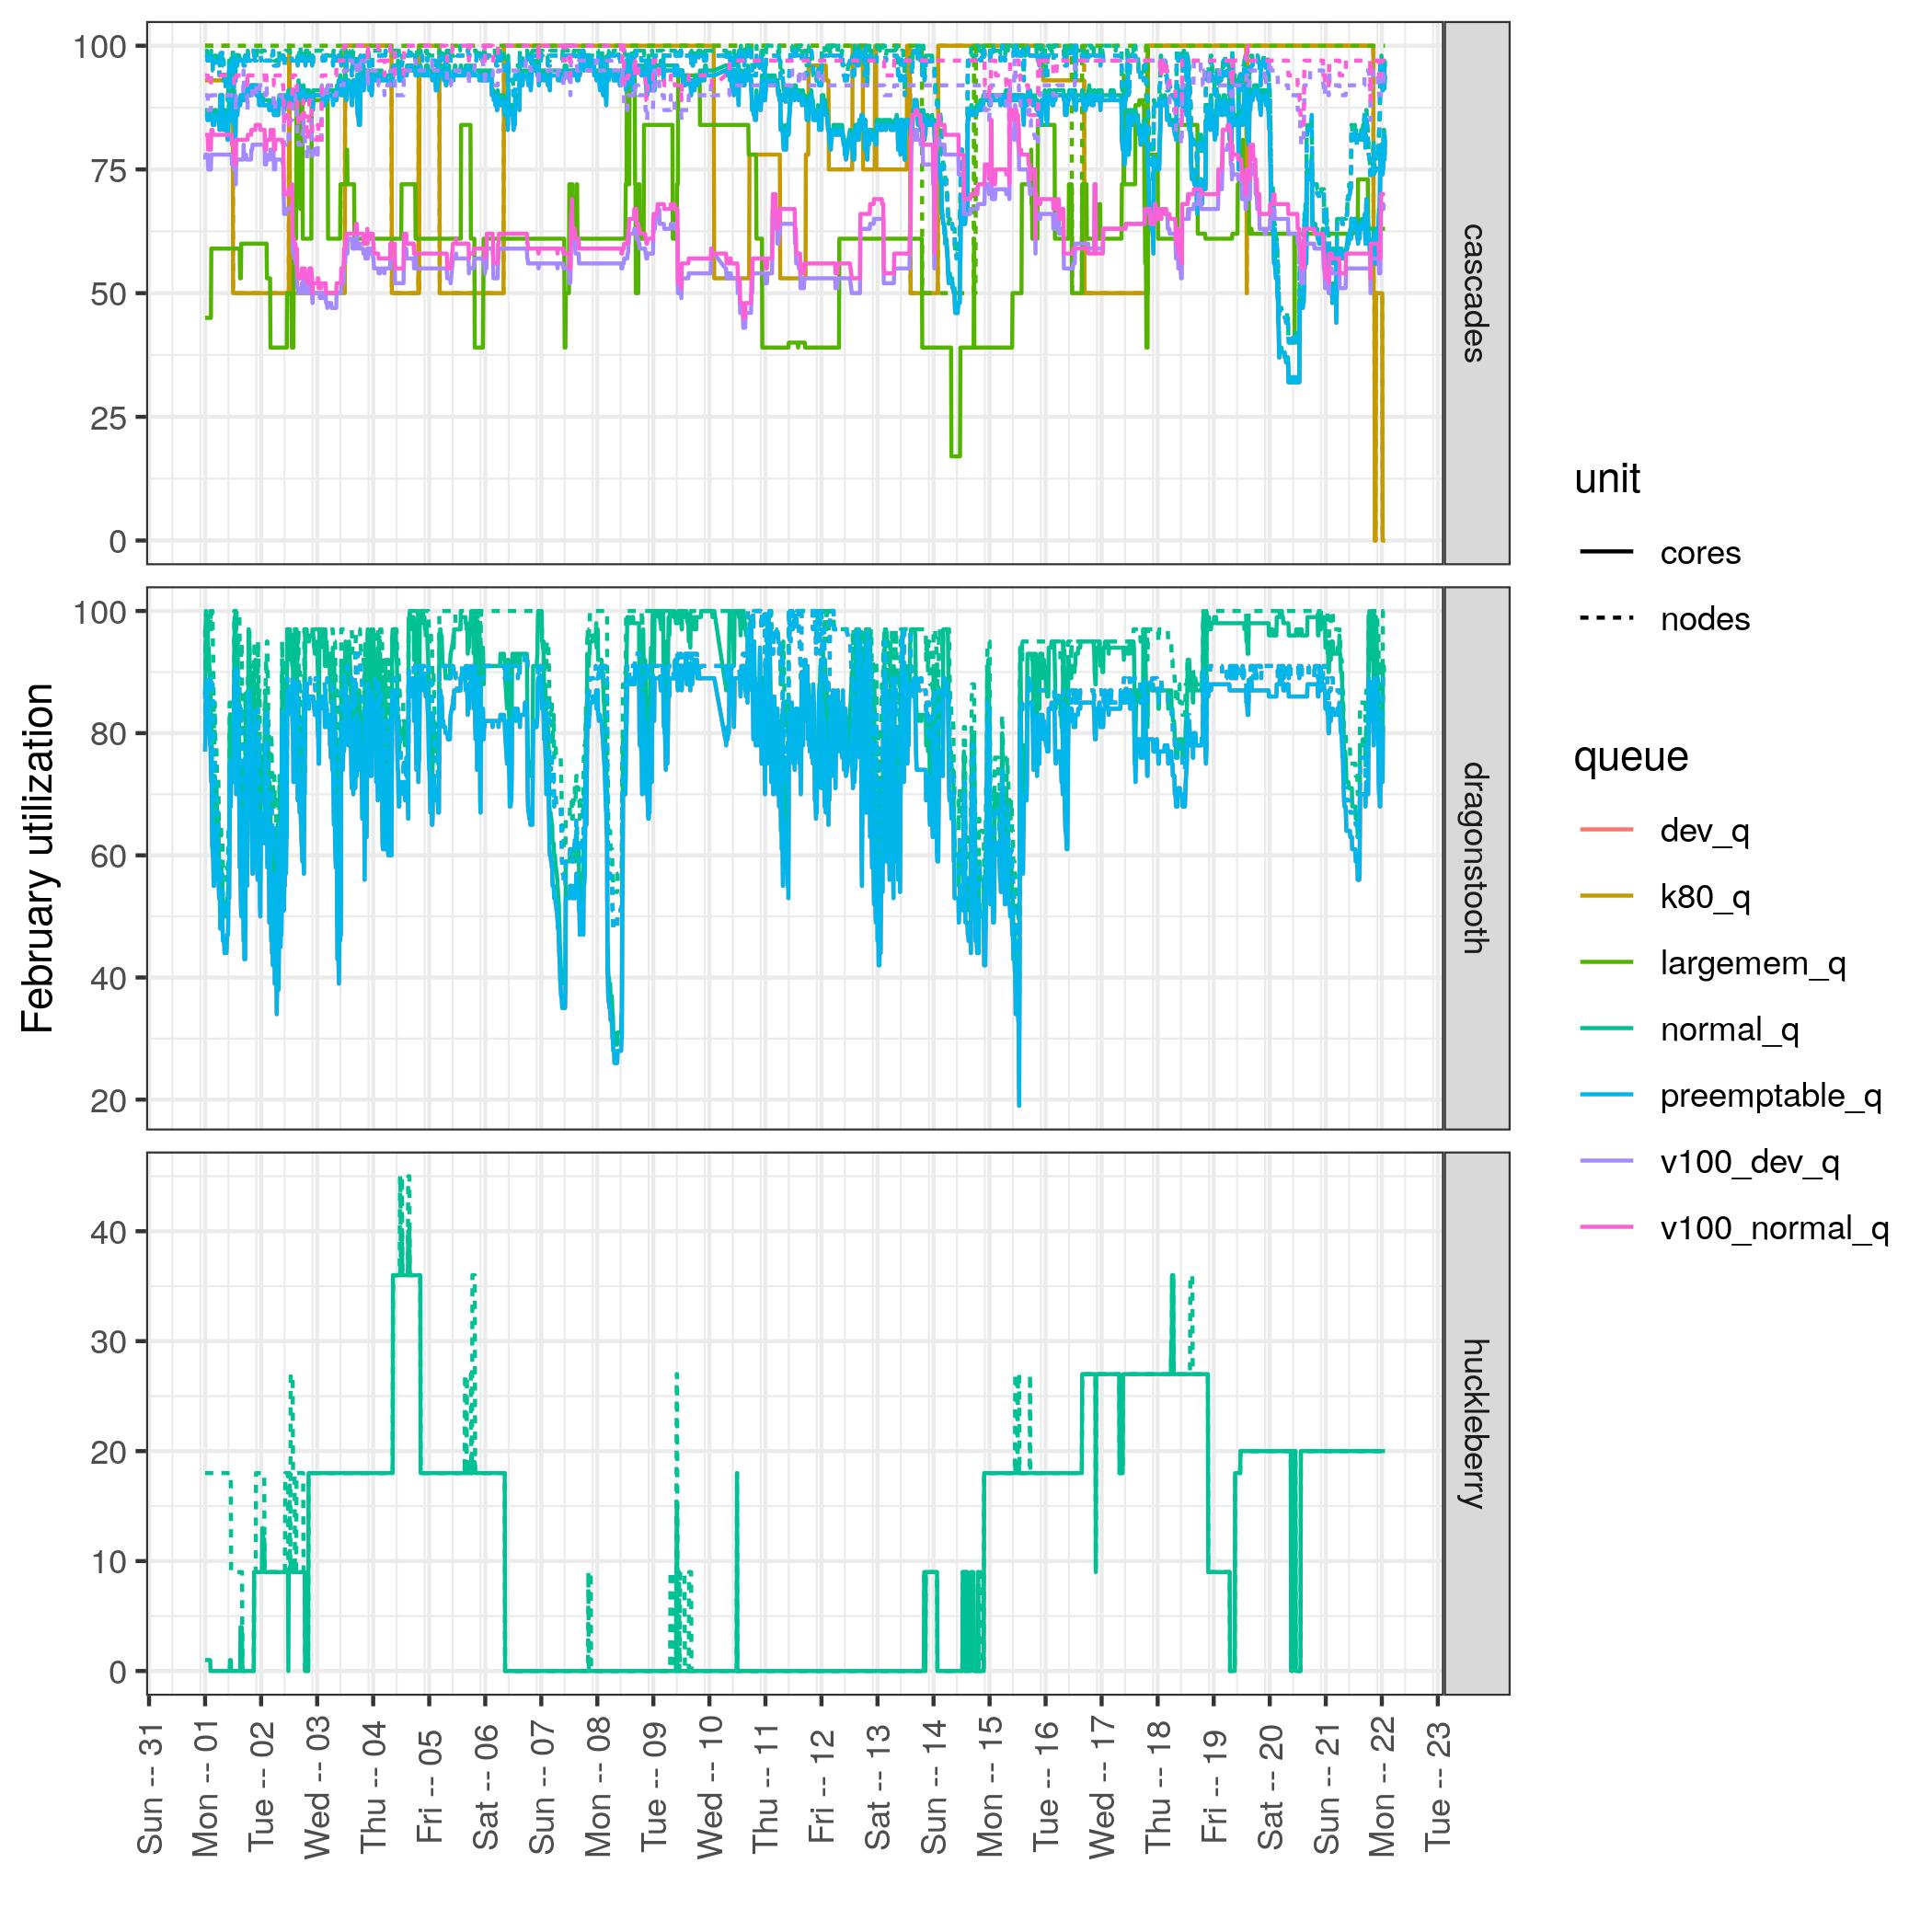 February utilization
100
75
50
25
0
cascades
100
80
60
40
20
dragonstooth
40
30
20
10
0
huckleberry
Sun -- 31
Mon -- 01
Tue -- 02
Wed -- 03
Thu -- 04
Fri -- 05
Sat -- 06
Sun -- 07
Mon -- 08
Tue -- 09
Wed -- 10
Thu -- 11
Fri -- 12
Sat -- 13
Sun -- 14
Mon -- 15
Tue -- 16
Wed -- 17
Thu -- 18
Fri -- 19
Sat -- 20
Sun -- 21
Mon -- 22
Tue -- 23
unit
cores
nodes
queue
dev_q
k80_q
largemem_q
normal_q
preemptable_q
v100_dev_q
v100_normal_q